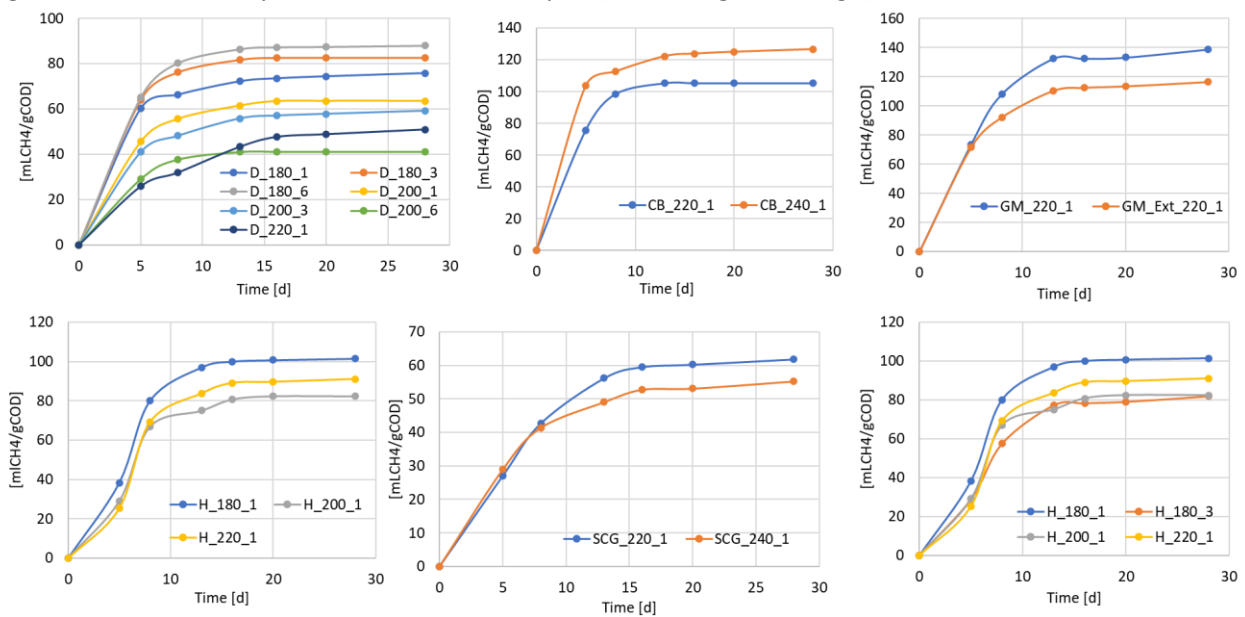 100
80
60
40
20
0
[mLCH4/gCOD]
D_180_1 D_180_3
D_180_6 D_200_1
D_200_3 D_200_6
D_220_1
0 5 10 15 20 25 30
Time [d]
140
120
100
80
60
40
20
0
[mLCH4/gCOD]
CB_220_1 CB_240_1
0 10 20 30
Time [d]
160
140
120
100
80
60
40
20
0
[mLCH4/gCOD]
GM_220_1 GM_Ext_220_1
0 10 20 30
Time [d]
120
100
80
60
40
20
0
[mlCH4/gCOD]
H_180_1 H_200_1
H_220_1
0 10 20 30
Time [d]
70
60
50
40
30
20
10
0
[mLCH4/gCOD]
SCG_220_1 SCG_240_1
0 5 10 15 20 25 30
Time [d]
120
100
80
60
40
20
0
[mLCH4/gCOD]
H_180_1 H_180_3
H_200_1 H_220_1
0 10 20 30
Time [d]